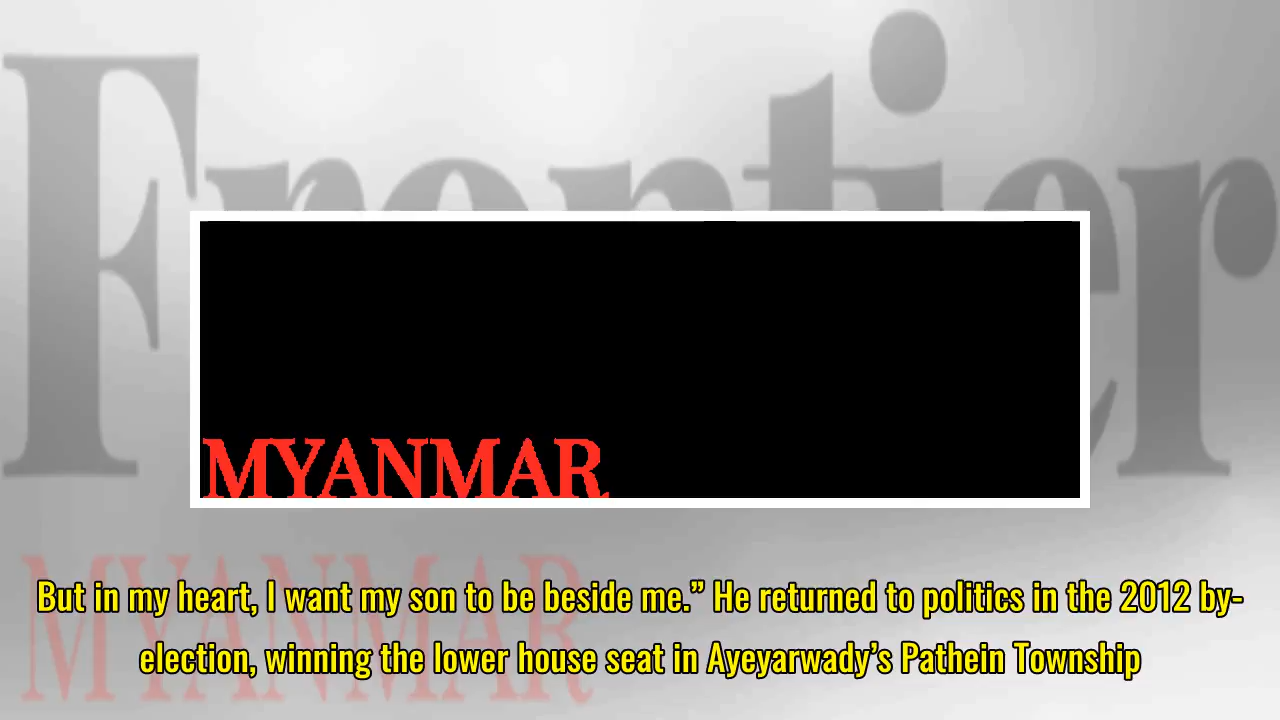 Frontier
MYANMAR
MYANMAR
But in my heart, I want my son to be beside me.” He returned to politics in the 2012 by-
election, winning the lower house seat in Ayeyarwady’s Pathein Township